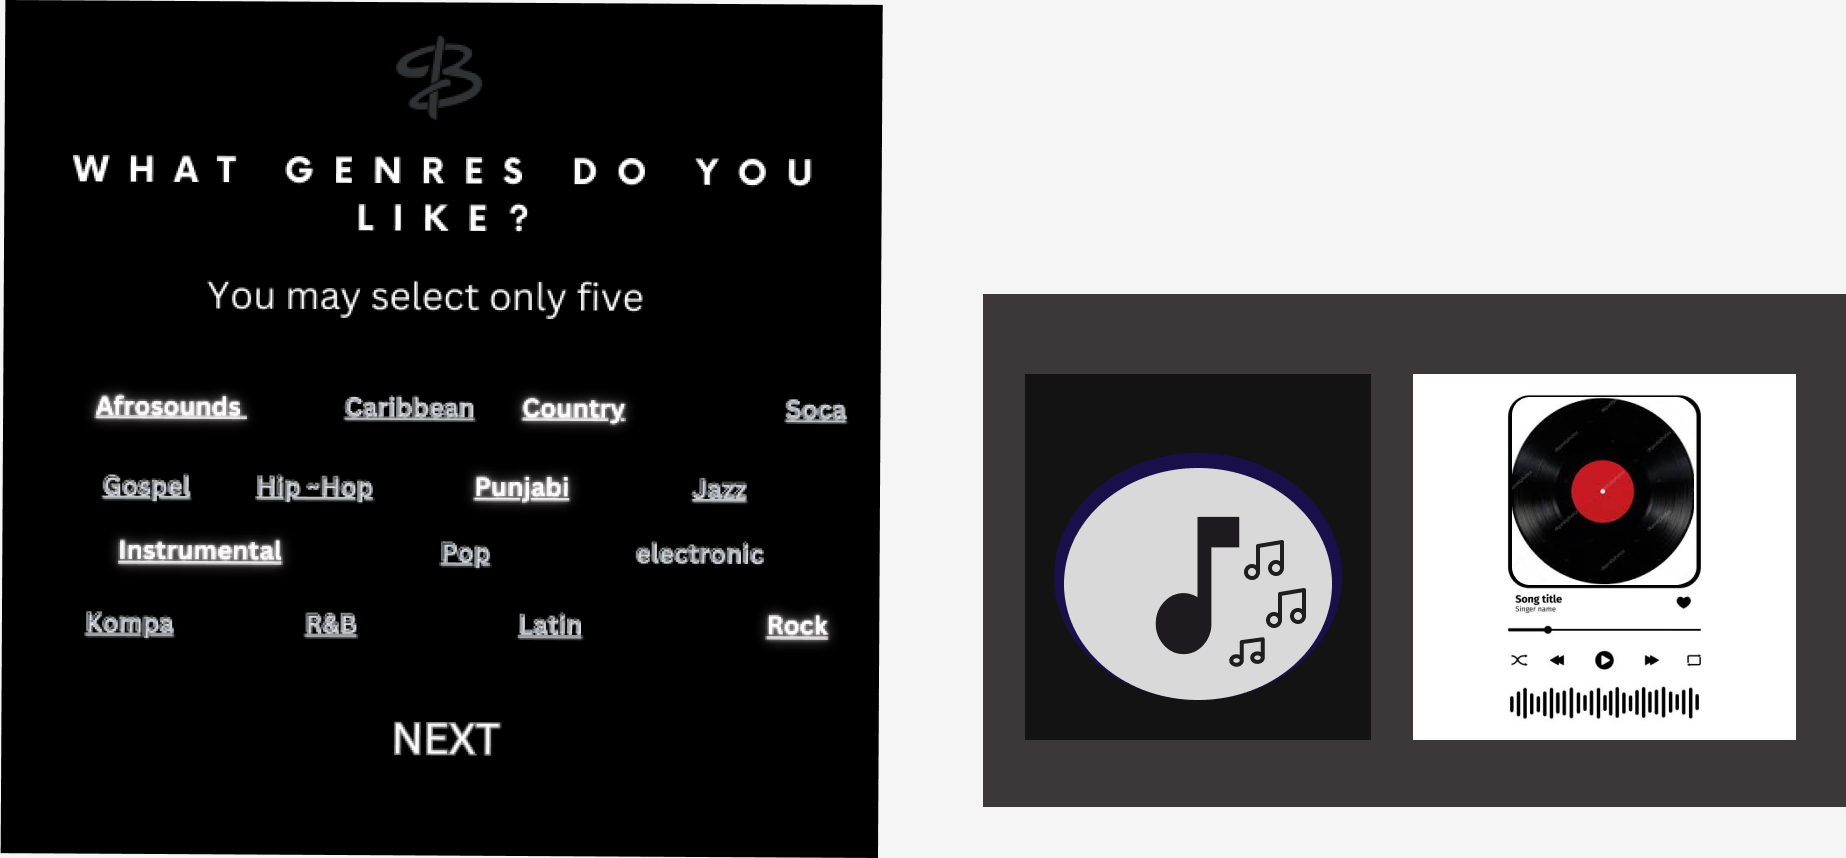 B
WHAT GENRES DO YOU
LIKE?
You may select only five
Afrosounds Caribbean Country Soca
Gospel Hip ~Hop Punjabi Jazz
Instrumental Pop electronic
Kompa R&B Latin Rock
NEXT
Song title
Singer name